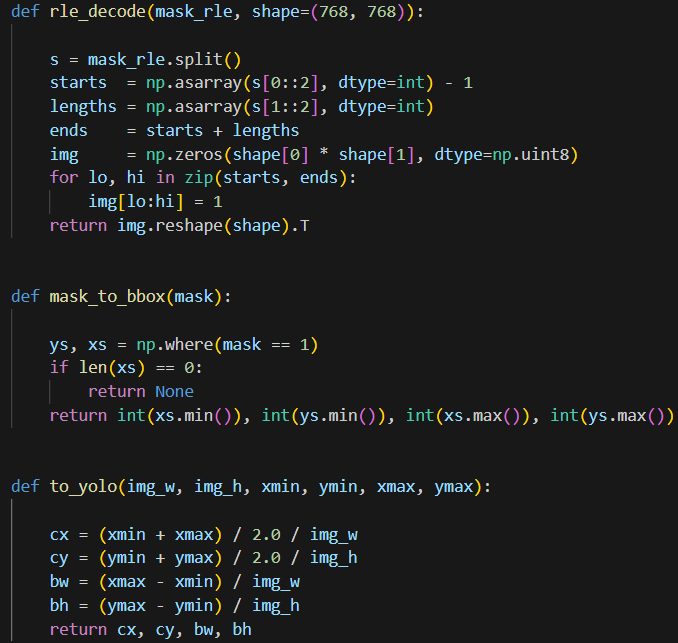 def rle_decode(mask_rle, shape=(768, 768)):
s = mask_rle.split()
starts  = np.asarray(s[0::2], dtype=int) - 1
lengths = np.asarray(s[1::2], dtype=int)
ends    = starts + lengths
img     = np.zeros(shape[0] * shape[1], dtype=np.uint8)
for lo, hi in zip(starts, ends):
img[lo:hi] = 1
return img.reshape(shape).T
def mask_to_bbox(mask):
ys, xs = np.where(mask == 1)
if len(xs) == 0:
return None
return int(xs.min()), int(ys.min()), int(xs.max()), int(ys.max())
def to_yolo(img_w, img_h, xmin, ymin, xmax, ymax):
cx = (xmin + xmax) / 2.0 / img_w
cy = (ymin + ymax) / 2.0 / img_h
bw = (xmax - xmin) / img_w
bh = (ymax - ymin) / img_h
return cx, cy, bw, bh